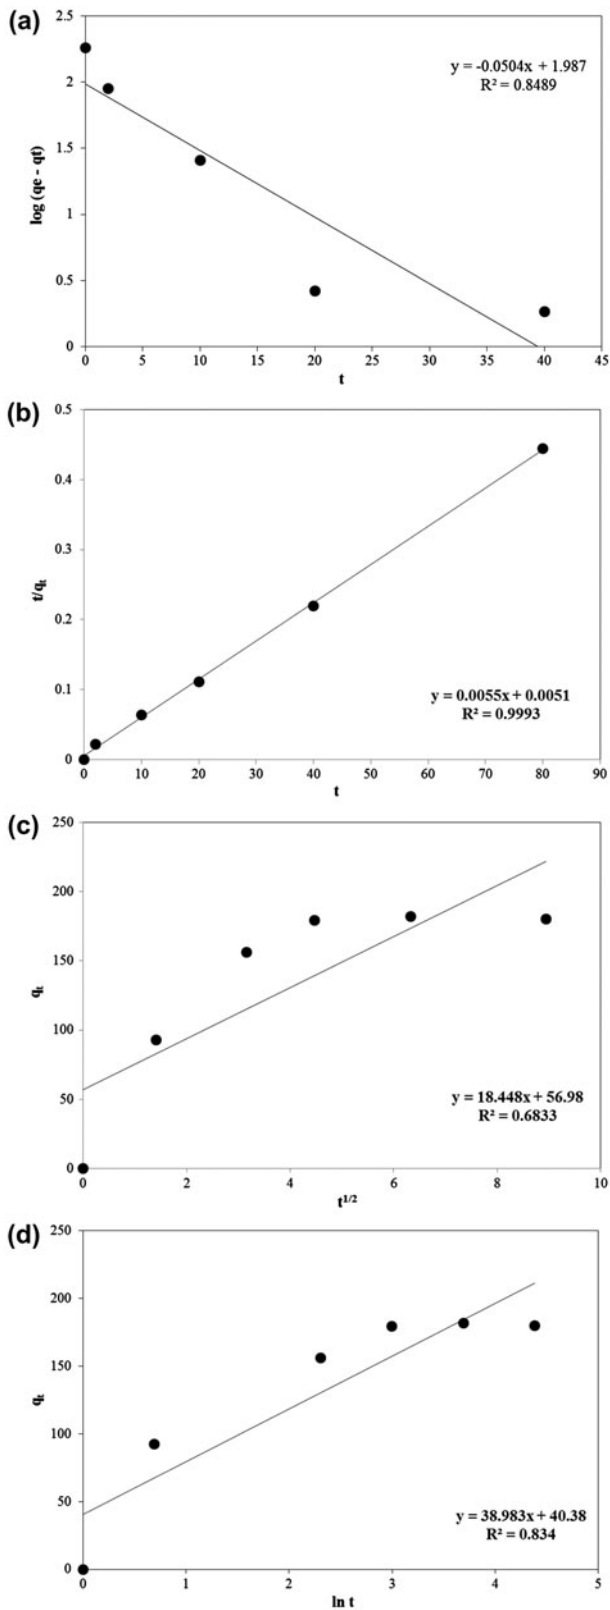 (a)
2.5
2
1.5
1
0.5
0
log (qe - qt)
y = -0.0504x + 1.987
R² = 0.8489
0 5 10 15 20 25 30 35 40 45
t
(b)
0.5
0.4
0.3
0.2
0.1
0
t/qt
y = 0.0055x + 0.0051
R² = 0.9993
0 10 20 30 40 50 60 70 80 90
t
(c)
250
200
150
100
50
0
qt
y = 18.448x + 56.98
R² = 0.6833
0 2 4 6 8 10
t1/2
(d)
250
200
150
100
50
0
qt
y = 38.983x + 40.38
R² = 0.834
0 1 2 3 4 5
ln t